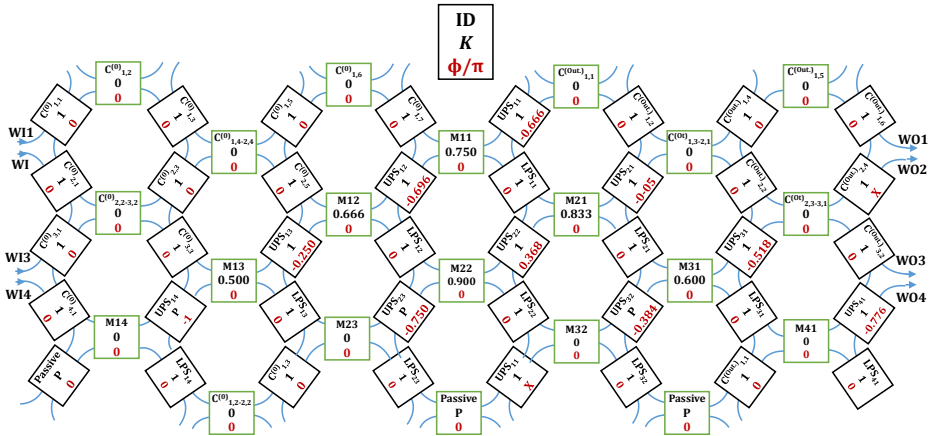 ID
K
ϕ/π
C⁽⁰⁾₁,₂
0
0
C⁽⁰⁾₁,₆
0
0
C⁽ᴼᵘᵗ·⁾₁,₁
0
0
C⁽ᴼᵘᵗ·⁾₁,₅
0
0
C⁽⁰⁾₁,₁
1
0
C⁽⁰⁾₁,₃
1
0
C⁽⁰⁾₁,₅
1
0
C⁽⁰⁾₁,₇
1
0
UPS₁₁
1
-0.666
C⁽ᴼᵘᵗ·⁾₁,₂
1
0
C⁽ᴼᵘᵗ·⁾₁,₄
1
0
C⁽ᴼᵘᵗ·⁾₁,₆
1
0
WI1
WO1
C⁽⁰⁾₁,₄₋₂,₄
0
0
M11
0.750
0
C⁽ᴼᵗ⁾₁,₃₋₂,₁
0
0
WI
WO2
C⁽⁰⁾₂,₁
1
0
C⁽⁰⁾₂,₃
1
0
C⁽⁰⁾₂,₅
1
0
UPS₁₂
1
-0.696
LPS₁₁
1
0
UPS₂₁
1
-0.05
C⁽ᴼᵘᵗ·⁾₂,₂
1
0
C⁽ᴼᵘᵗ·⁾₂,₄
1
X
C⁽⁰⁾₂,₂₋₃,₂
0
0
M12
0.666
0
M21
0.833
0
C⁽ᴼᵗ⁾₂,₃₋₃,₁
0
0
C⁽⁰⁾₃,₁
1
0
C⁽⁰⁾₃,₃
1
0
UPS₁₃
1
-0.250
LPS₁₂
1
0
UPS₂₂
1
0.368
LPS₂₁
1
0
UPS₃₁
1
-0.518
C⁽ᴼᵘᵗ·⁾₃,₂
1
0
WI3
WO3
M13
0.500
0
M22
0.900
0
M31
0.600
0
WI4
WO4
C⁽⁰⁾₄,₁
1
0
UPS₁₄
P
-1
LPS₁₃
1
0
UPS₂₃
P
-0.750
LPS₂₂
1
0
UPS₃₂
P
-0.384
LPS₃₁
1
0
UPS₄₁
1
-0.776
M14
0
0
M23
0
0
M32
0
0
M41
0
0
Passive
P
0
LPS₁₄
1
0
C⁽⁰⁾₁,₃
1
0
LPS₂₃
1
0
UPS₁₁
1
X
LPS₃₂
1
0
C⁽ᴼᵘᵗ·⁾₁,₁
1
0
LPS₄₁
1
0
C⁽⁰⁾₁,₂₋₂,₂
0
0
Passive
P
0
Passive
P
0